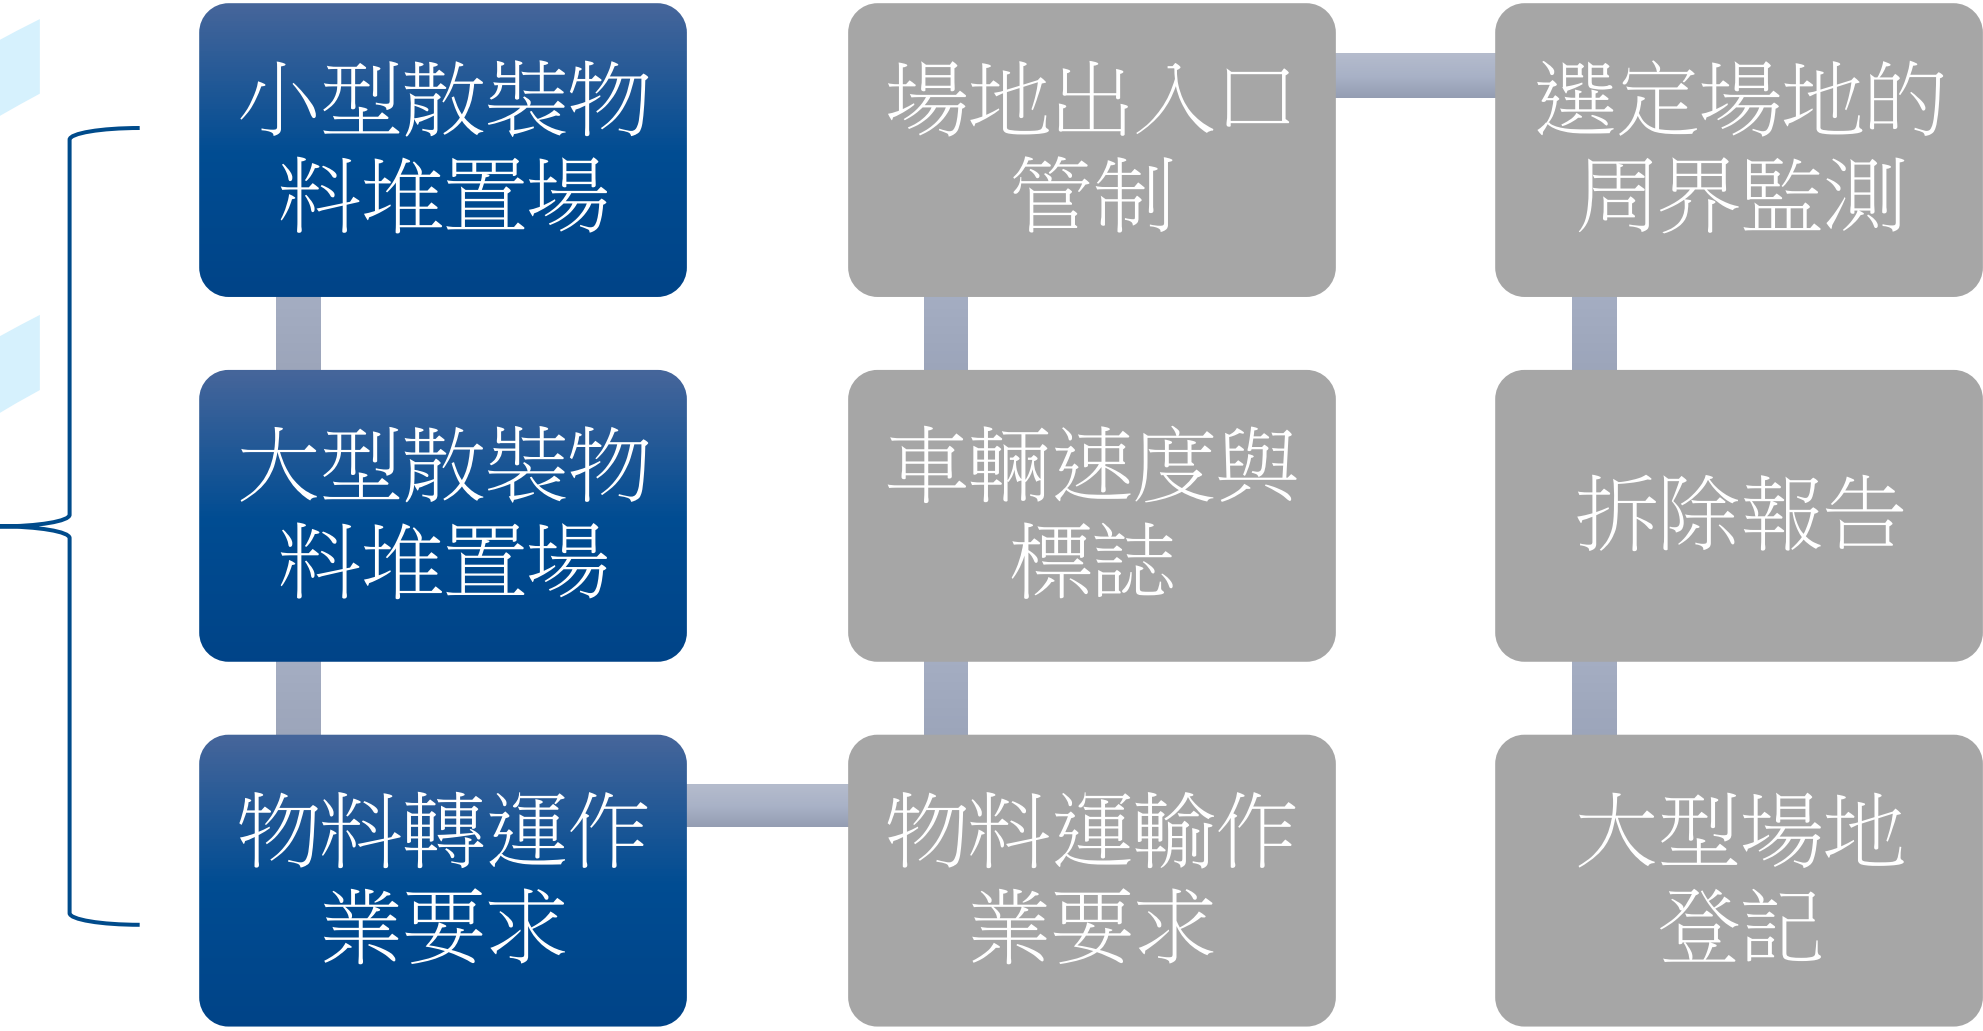 小型散裝物
料堆置場
大型散裝物
料堆置場
物料轉運作
業要求
物料運輸作
業要求
車輛速度與
標誌
場地出入口
管制
選定場地的
周界監測
拆除報告
大型場地
登記